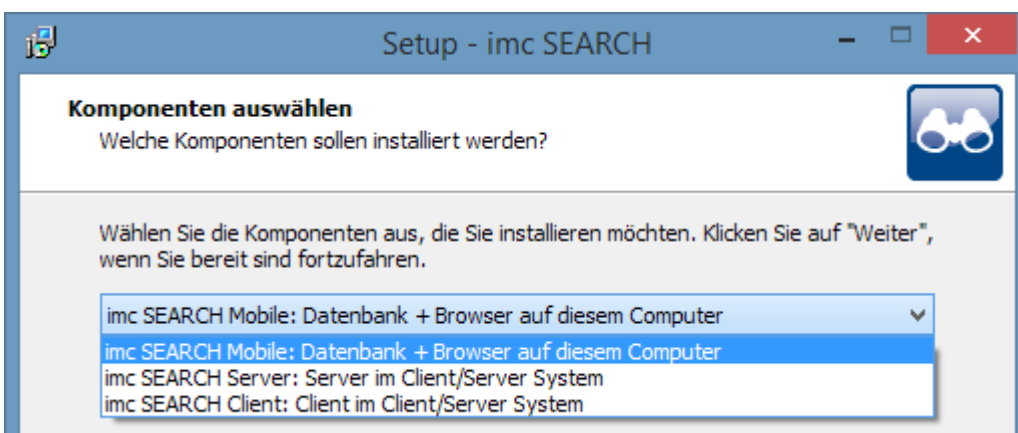 Setup - imc SEARCH
Komponenten auswählen
Welche Komponenten sollen installiert werden?
Wählen Sie die Komponenten aus, die Sie installieren möchten. Klicken Sie auf "Weiter",
wenn Sie bereit sind fortzufahren.
imc SEARCH Mobile: Datenbank + Browser auf diesem Computer
imc SEARCH Mobile: Datenbank + Browser auf diesem Computer
imc SEARCH Server: Server im Client/Server System
imc SEARCH Client: Client im Client/Server System